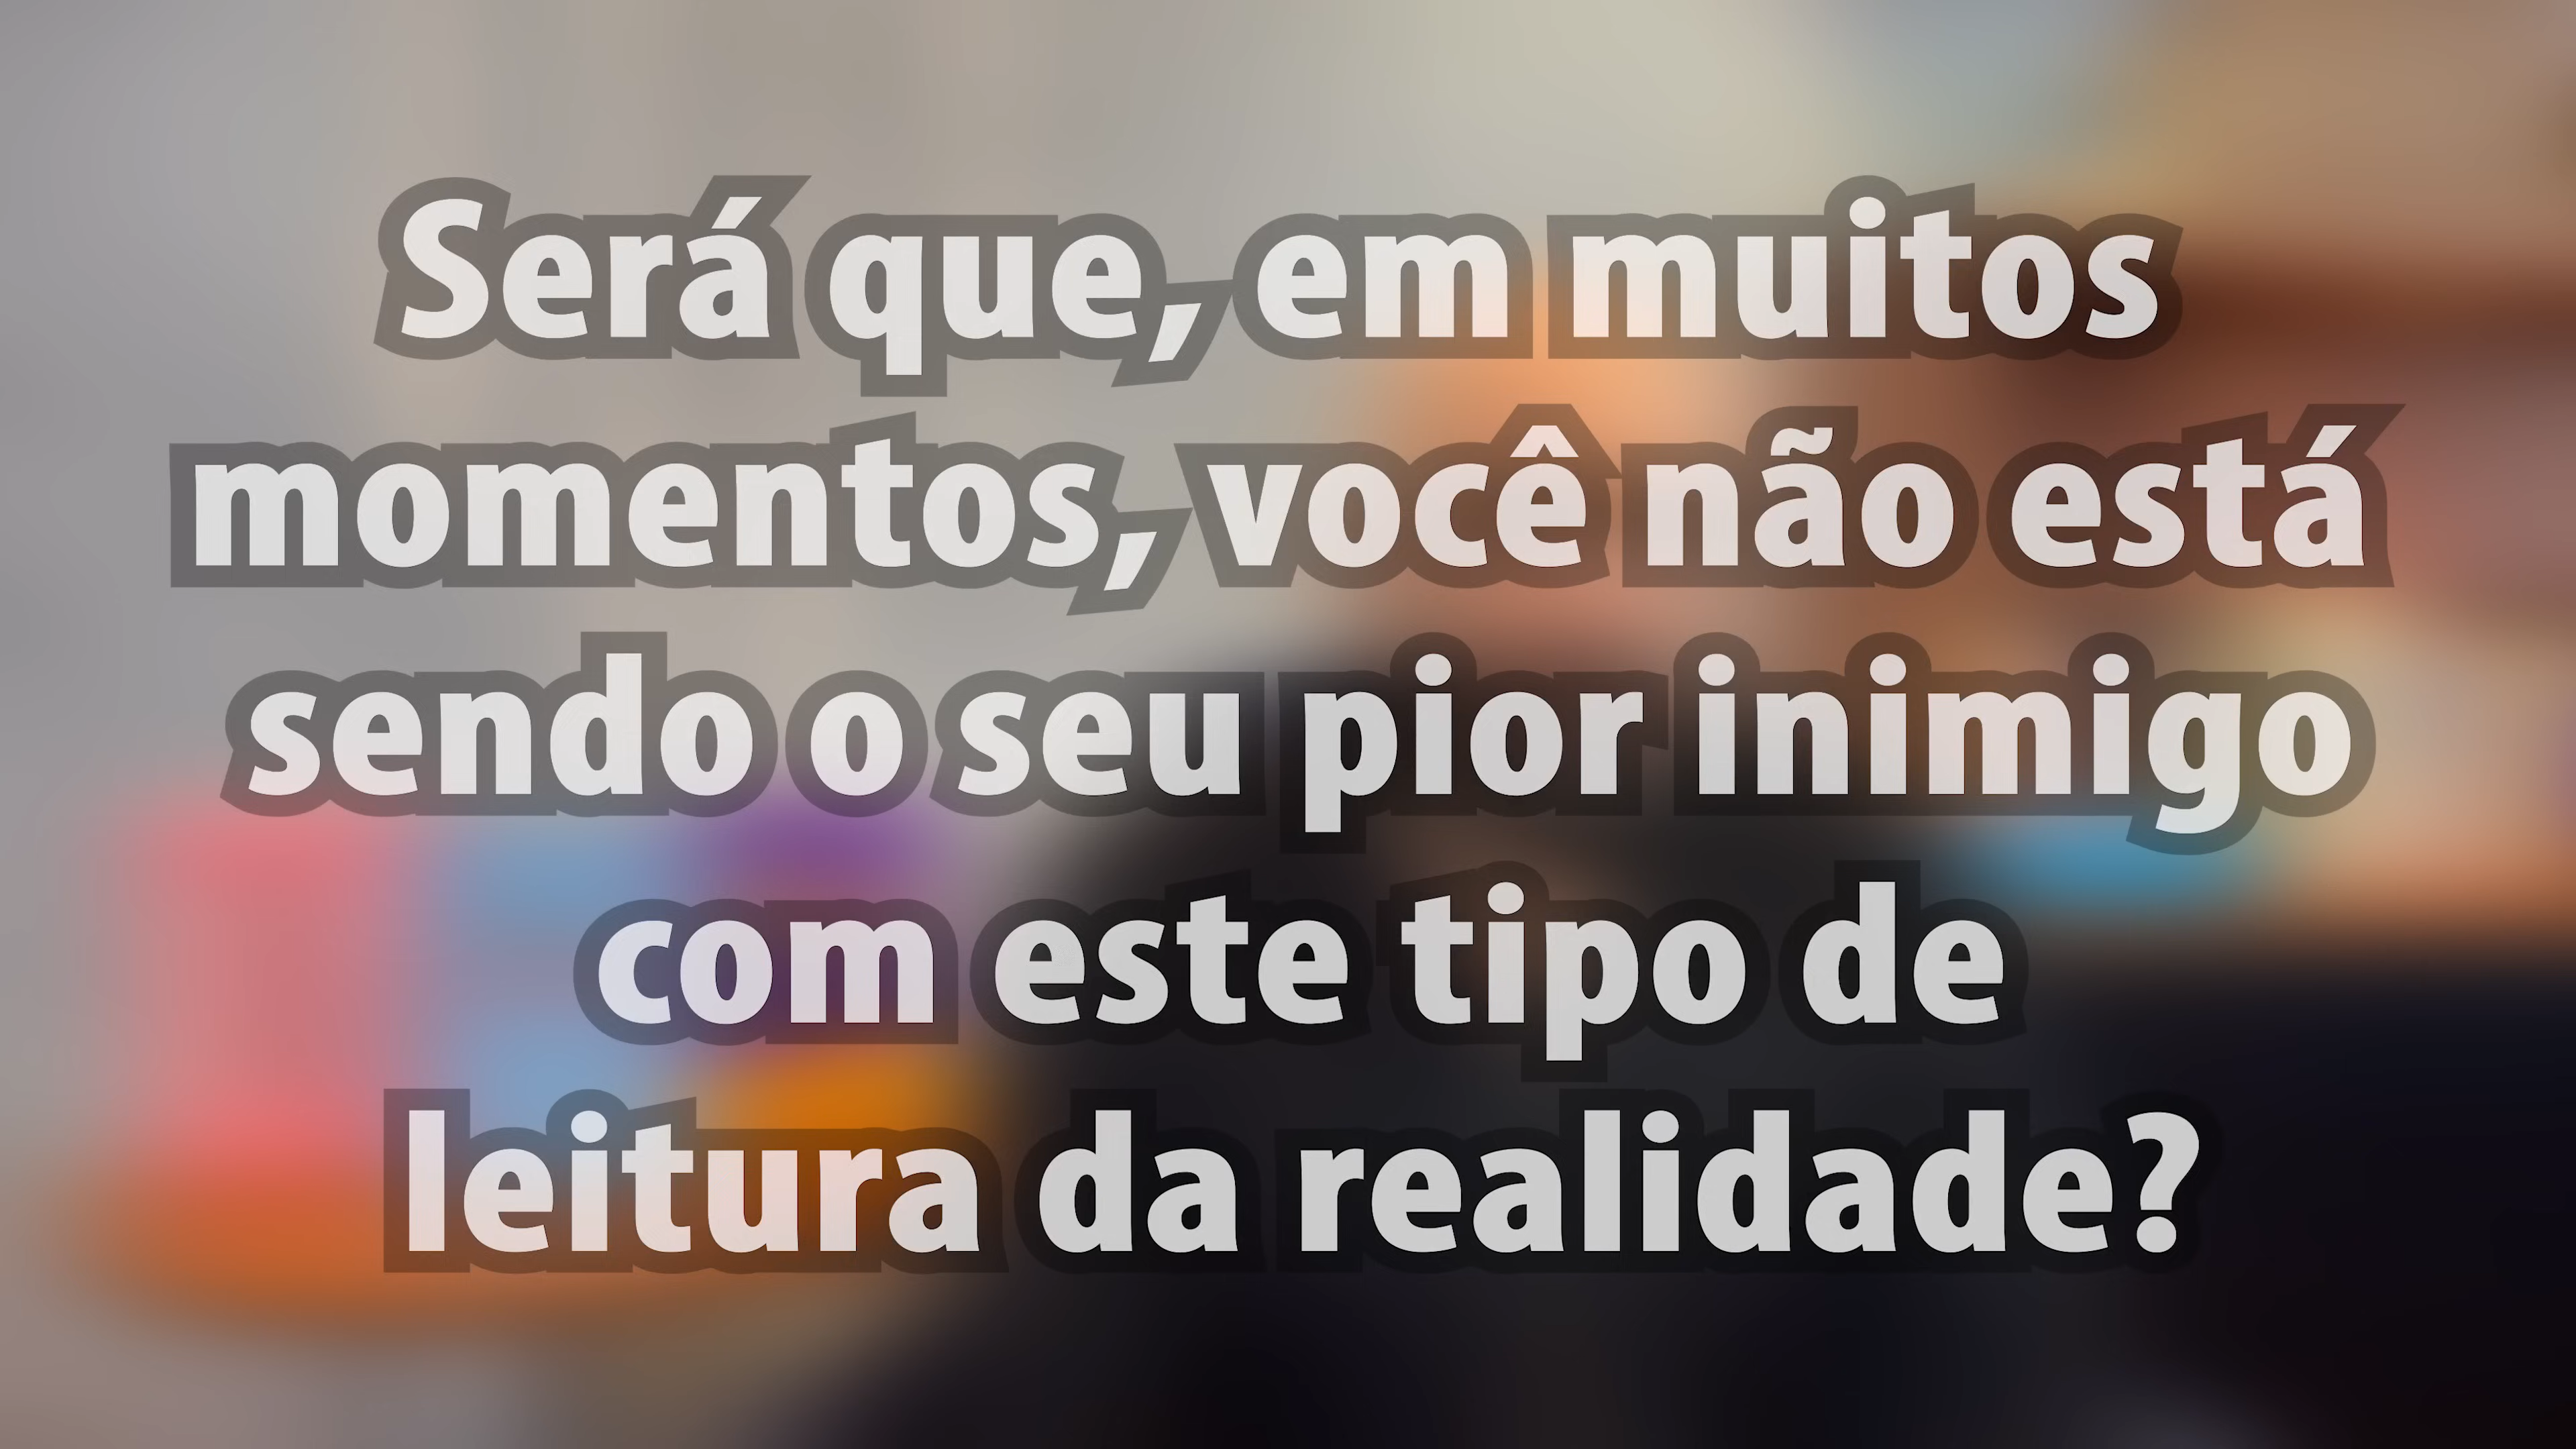 Será que, em muitos
momentos, você não está
sendo o seu pior inimigo
com este tipo de
leitura da realidade?